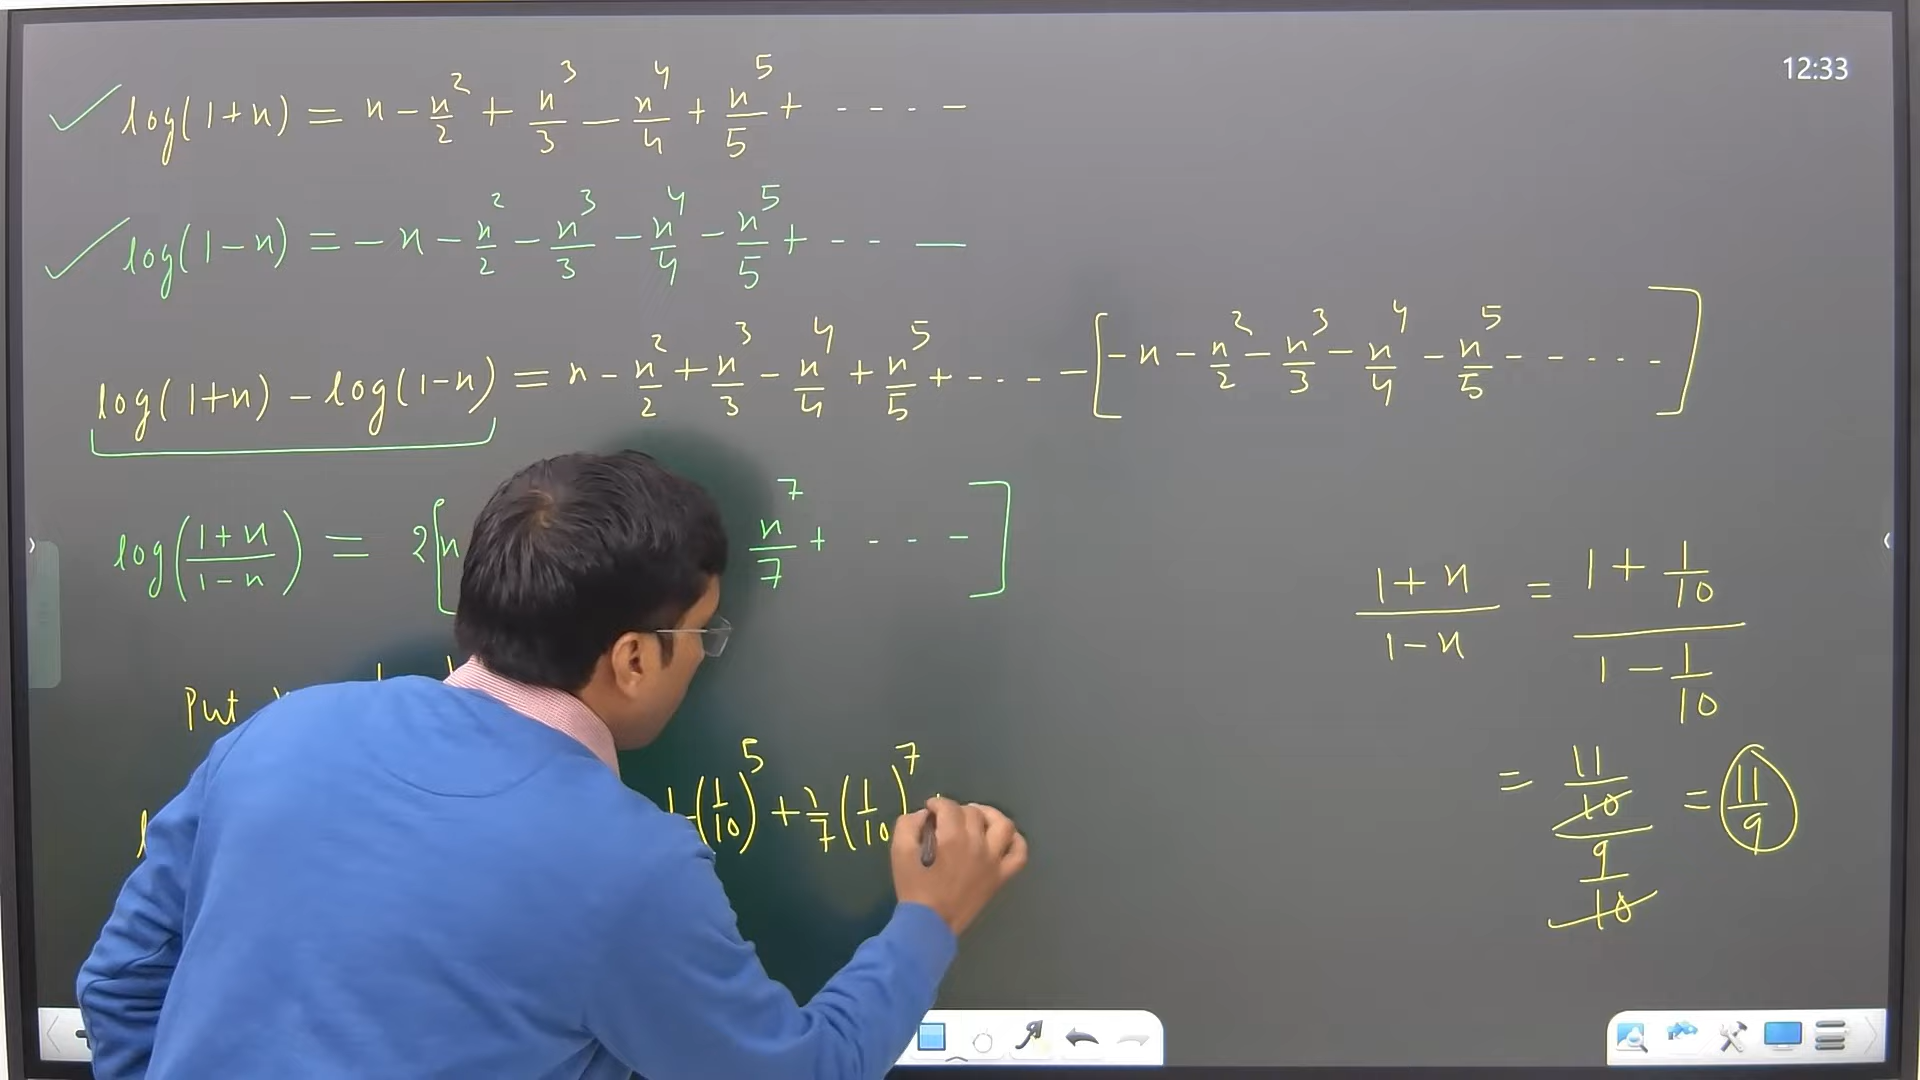 12:33
log(1+x) = x - x²/2 + x³/3 - x⁴/4 + x⁵/5 + - - - -
log(1-x) = -x - x²/2 - x³/3 - x⁴/4 - x⁵/5 + - - —
log(1+x) - log(1-x) = x - x²/2 + x³/3 - x⁴/4 + x⁵/5 + - - - - [-x - x²/2 - x³/3 - x⁴/4 - x⁵/5 - - - - -]
log((1+x)/(1-x)) = 2[x x⁷/7 + - - - ]
Put
(1/10)⁵ + 1/7 (1/10)⁷
(1+x)/(1-x) = (1 + 1/10)/(1 - 1/10)
= (11/10)/(9/10) = 11/9